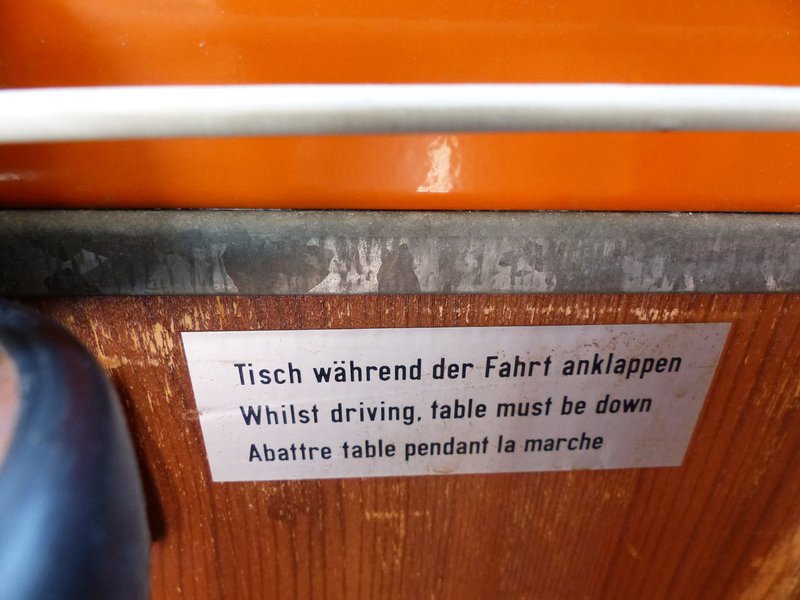 Tisch während der Fahrt anklappen
Whilst driving, table must be down
Abattre table pendant la marche